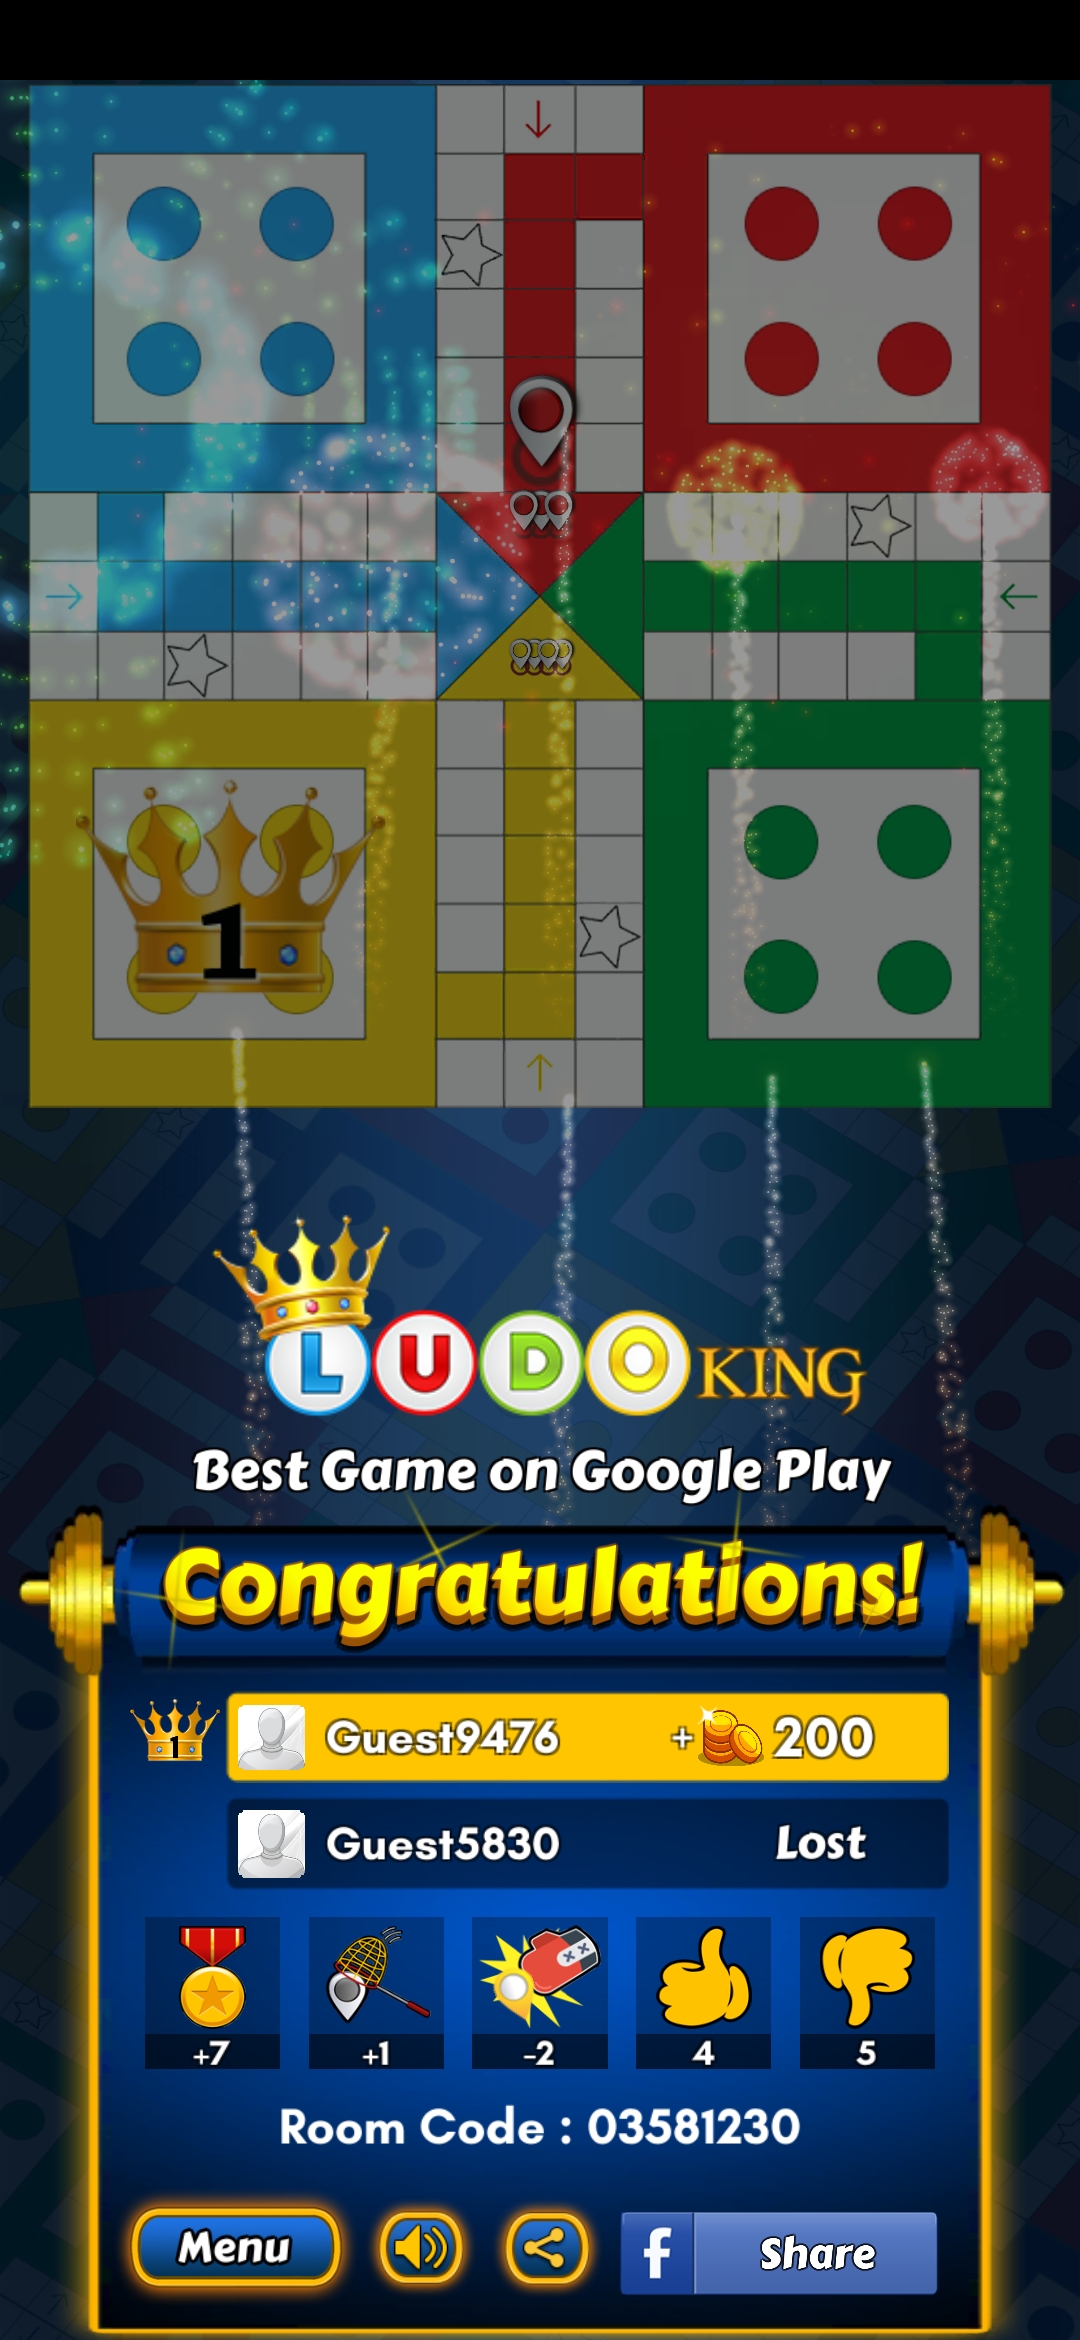 1
LUDO KING
Best Game on Google Play
Congratulations!
1 Guest9476 + 200
Guest5830 Lost
+7 +1 -2 4 5
Room Code : 03581230
Menu f Share